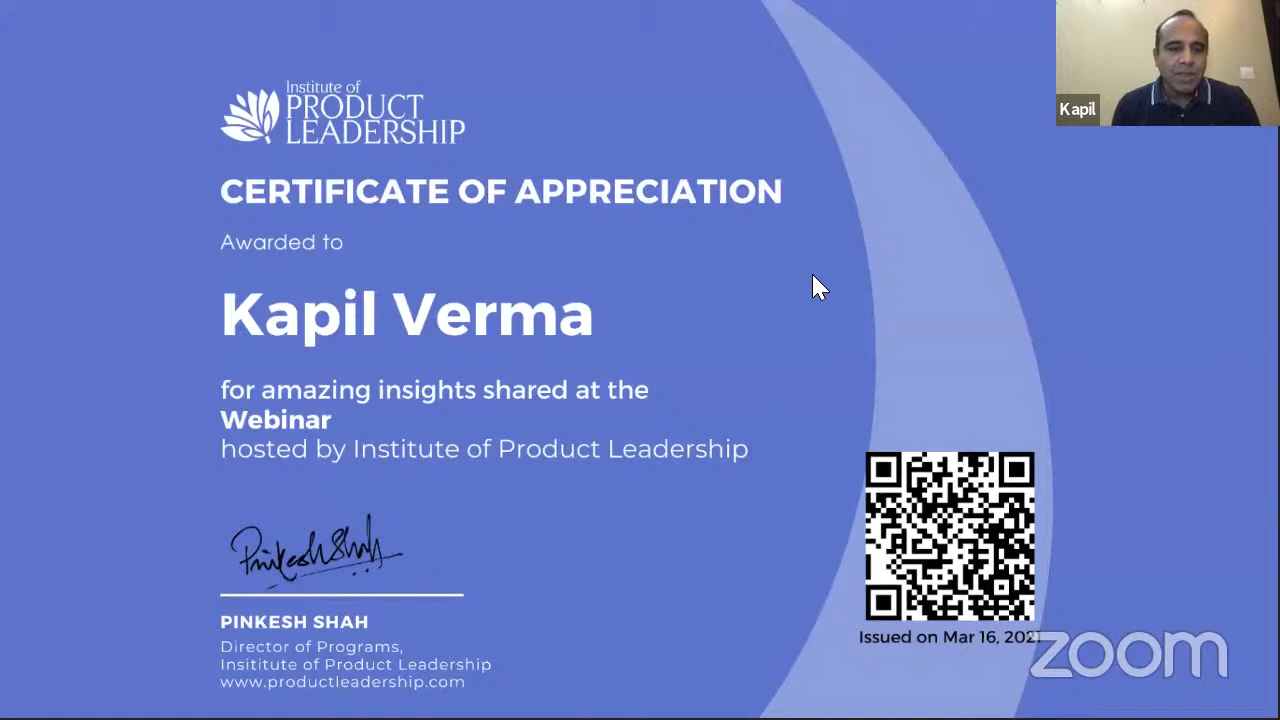 Institute of
PRODUCT
LEADERSHIP
Kapil
CERTIFICATE OF APPRECIATION
Awarded to
Kapil Verma
for amazing insights shared at the
Webinar
hosted by Institute of Product Leadership
Pinkesh Shah
PINKESH SHAH
Director of Programs,
Insititute of Product Leadership
www.productleadership.com
Issued on Mar 16, 2021
zoom